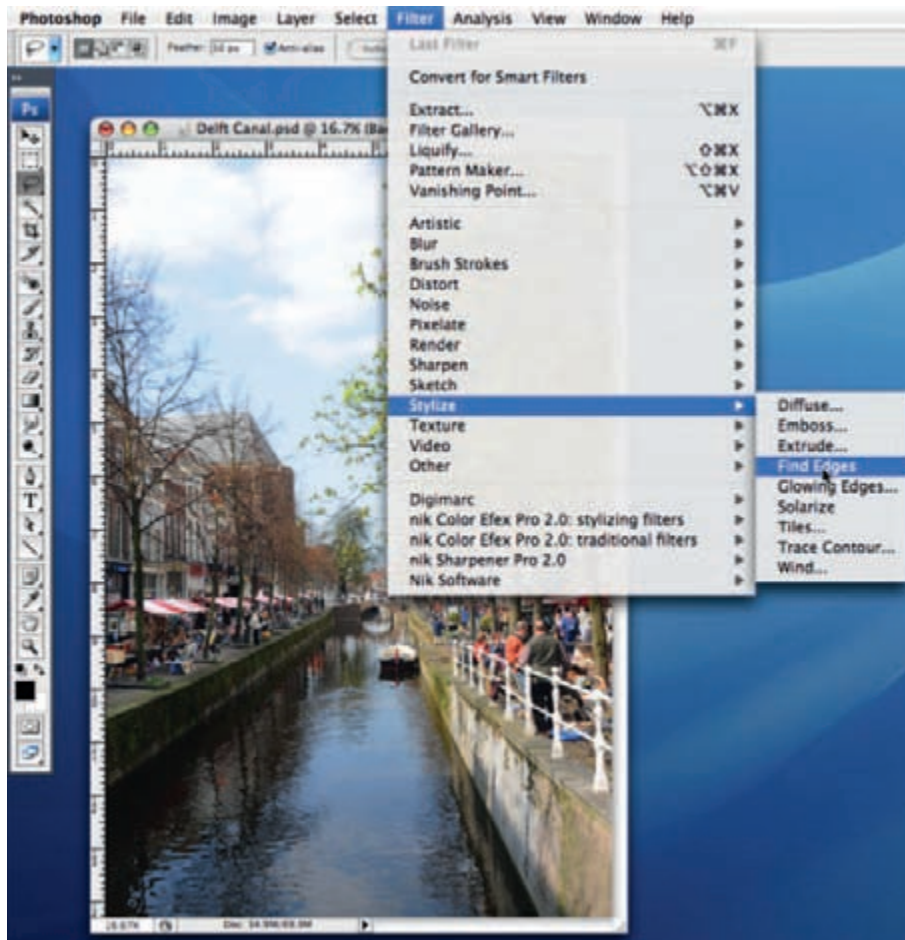 Photoshop File Edit Image Layer Select Filter Analysis View Window Help
Feather: Anti-alias
Last Filter ⌘F
Convert for Smart Filters
Ps
Delft Canal.psd @ 16.7%
Extract... ⌥⌘X
Filter Gallery...
Liquify... ⇧⌘X
Pattern Maker... ⌥⇧⌘X
Vanishing Point... ⌥⌘V
Artistic
Blur
Brush Strokes
Distort
Noise
Pixelate
Render
Sharpen
Sketch
Stylize
Texture
Video
Other
Diffuse...
Emboss...
Extrude...
Find Edges
Glowing Edges...
Solarize
Tiles...
Trace Contour...
Wind...
Digimarc
nik Color Efex Pro 2.0: stylizing filters
nik Color Efex Pro 2.0: traditional filters
nik Sharpener Pro 2.0
Nik Software
T
Doc: